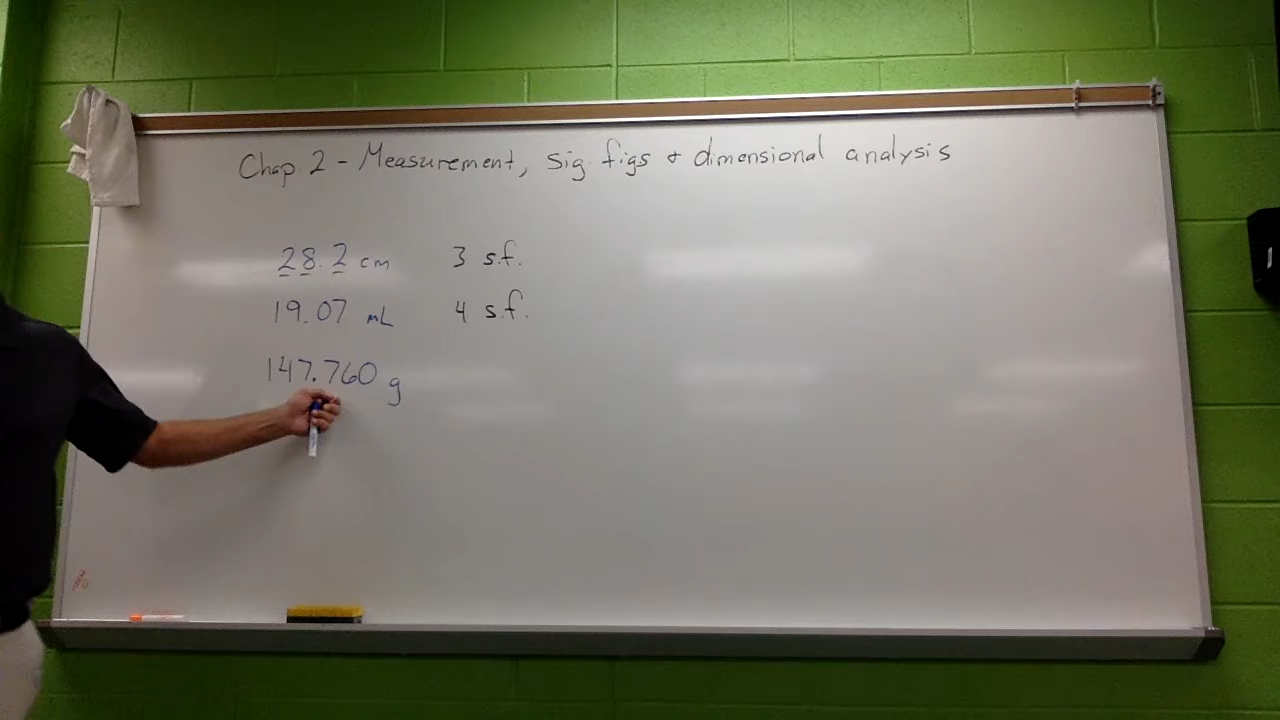 Chap 2 - Measurement, sig. figs & dimensional analysis
28.2 cm 3 s.f.
19.07 mL 4 s.f.
147.760 g